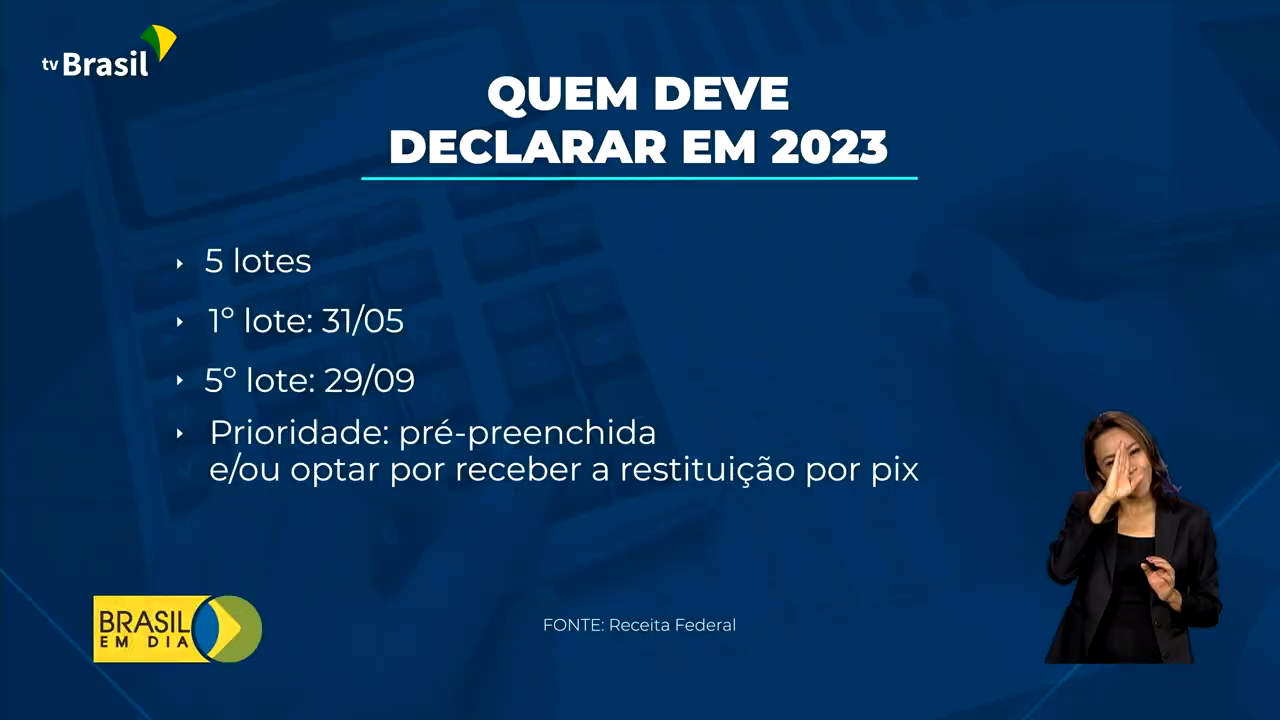 tv Brasil
QUEM DEVE
DECLARAR EM 2023
5 lotes
1º lote: 31/05
5º lote: 29/09
Prioridade: pré-preenchida
e/ou optar por receber a restituição por pix
BRASIL
EM DIA
FONTE: Receita Federal